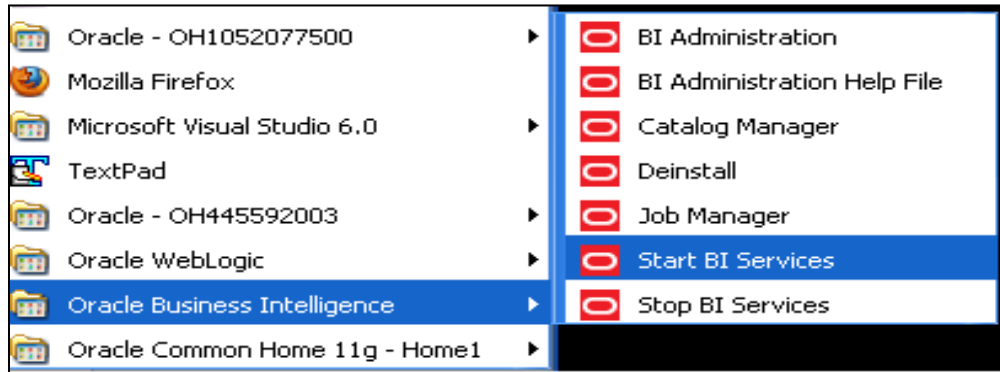 Oracle - OH1052077500
Mozilla Firefox
Microsoft Visual Studio 6.0
TextPad
Oracle - OH445592003
Oracle WebLogic
Oracle Business Intelligence
Oracle Common Home 11g - Home1
BI Administration
BI Administration Help File
Catalog Manager
Deinstall
Job Manager
Start BI Services
Stop BI Services